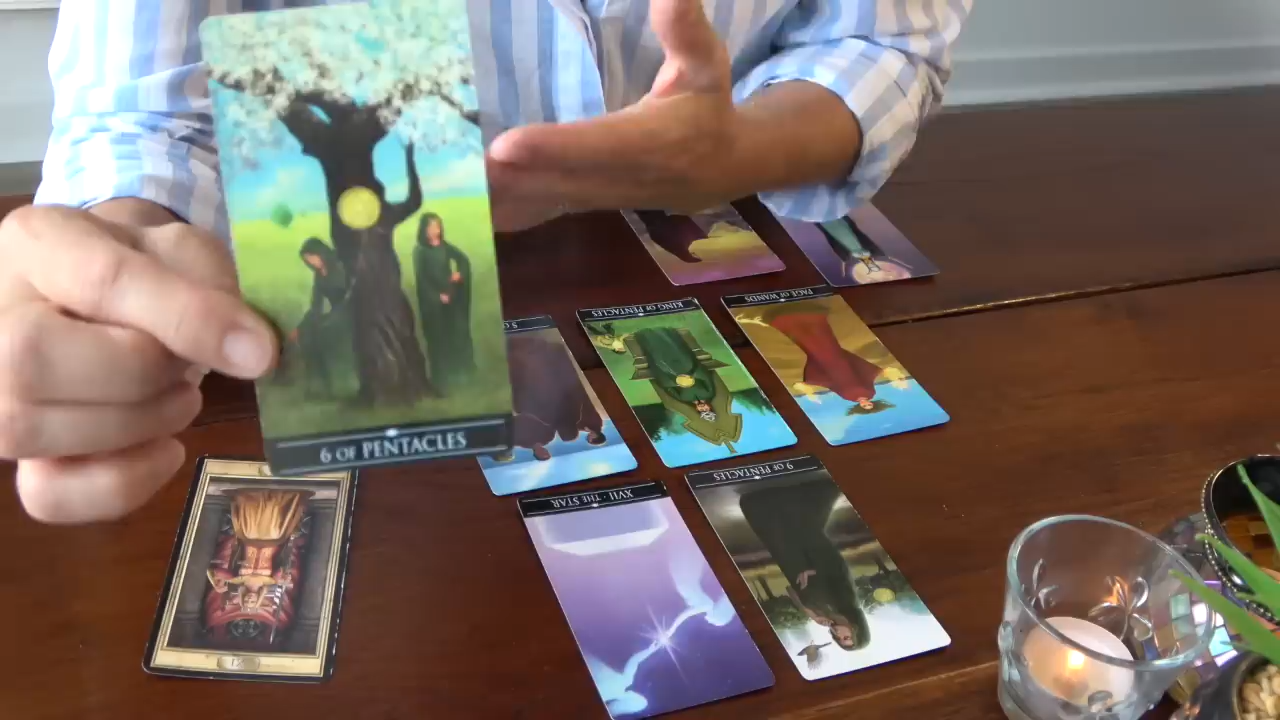 6 OF PENTACLES
KING OF PENTACLES
PAGE OF WANDS
XVII · THE STAR
9 OF PENTACLES